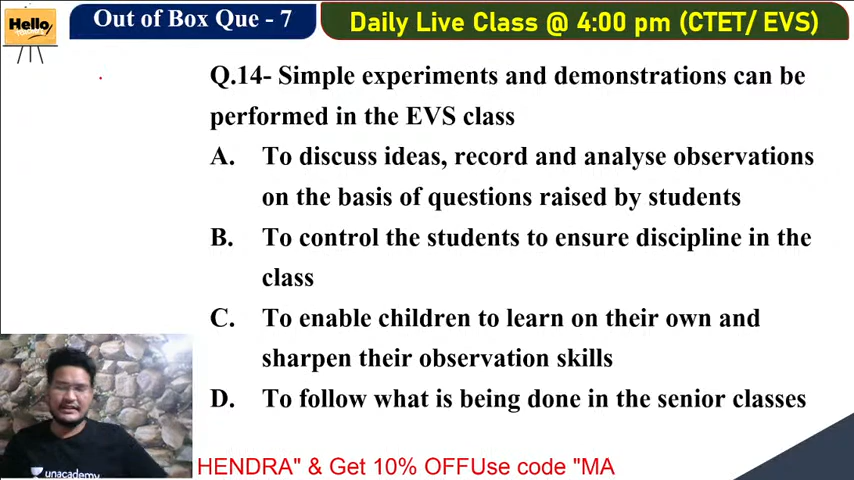 Hello
Out of Box Que - 7
Daily Live Class @ 4:00 pm (CTET/ EVS)
Q.14- Simple experiments and demonstrations can be
performed in the EVS class
A. To discuss ideas, record and analyse observations
on the basis of questions raised by students
B. To control the students to ensure discipline in the
class
C. To enable children to learn on their own and
sharpen their observation skills
D. To follow what is being done in the senior classes
unacademy
HENDRA" & Get 10% OFFUse code "MA